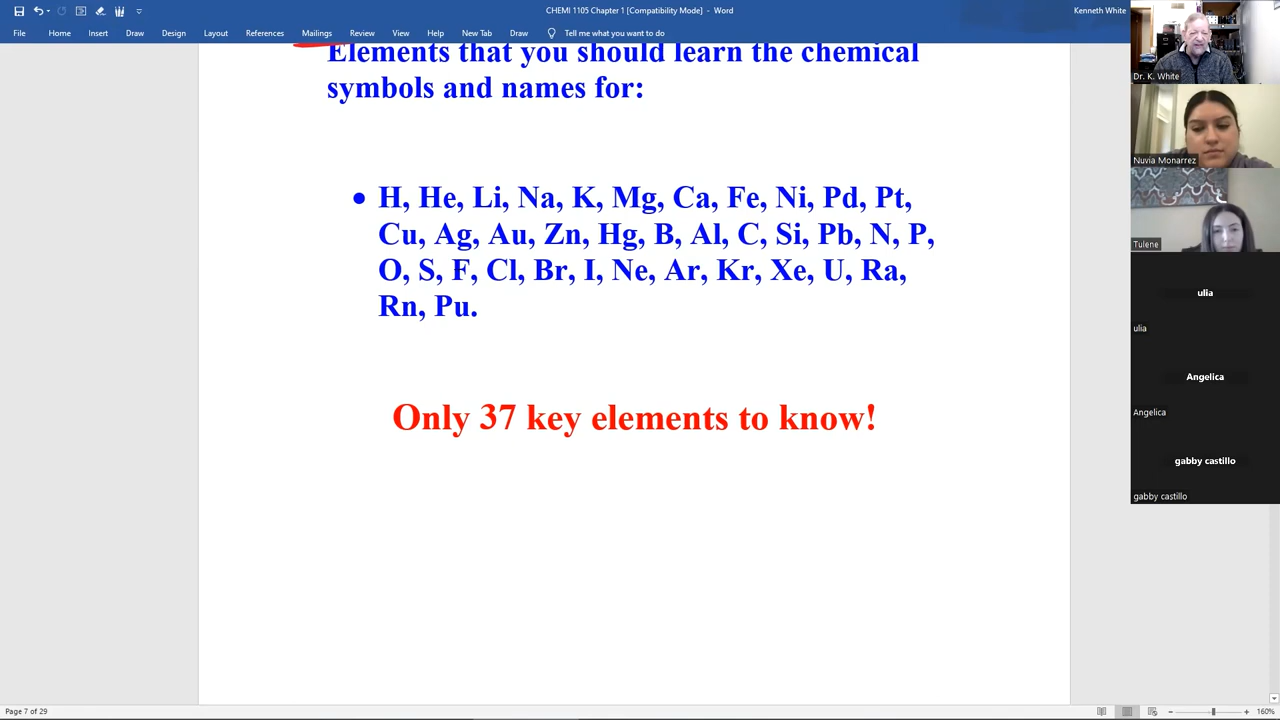 CHEMI 1105 Chapter 1 [Compatibility Mode] - Word
Kenneth White
File Home Insert Draw Design Layout References Mailings Review View Help New Tab Draw Tell me what you want to do
Elements that you should learn the chemical
symbols and names for:
• H, He, Li, Na, K, Mg, Ca, Fe, Ni, Pd, Pt,
Cu, Ag, Au, Zn, Hg, B, Al, C, Si, Pb, N, P,
O, S, F, Cl, Br, I, Ne, Ar, Kr, Xe, U, Ra,
Rn, Pu.
Only 37 key elements to know!
Page 7 of 29
160%
Dr. K. White
Nuvia Monarrez
Tulene
ulia
ulia
Angelica
Angelica
gabby castillo
gabby castillo